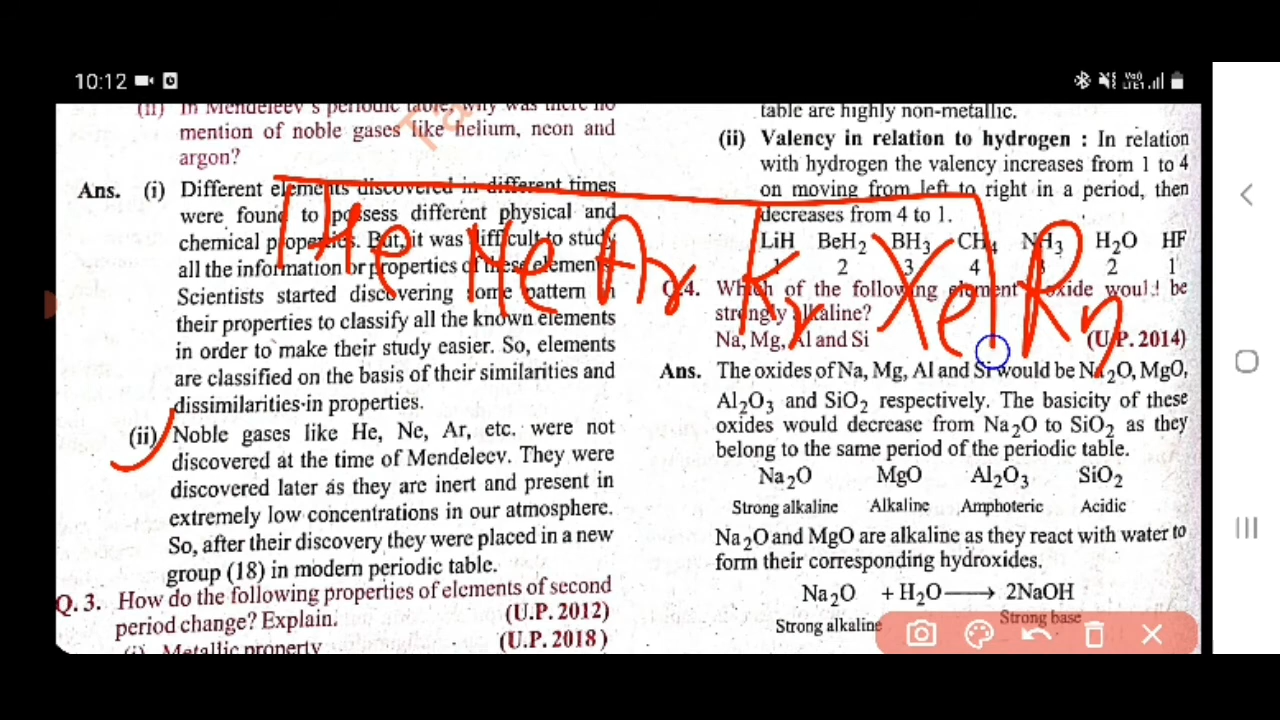 10:12
(ii) In Mendeleev's periodic table, why was there no
mention of noble gases like helium, neon and
argon?
Ans. (i) Different elements discovered in different times
were found to possess different physical and
chemical properties. But, it was difficult to study
all the information or properties of these elements
Scientists started discovering some pattern in
their properties to classify all the known elements
in order to make their study easier. So, elements
are classified on the basis of their similarities and
dissimilarities-in properties.
(ii) Noble gases like He, Ne, Ar, etc. were not
discovered at the time of Mendeleev. They were
discovered later as they are inert and present in
extremely low concentrations in our atmosphere.
So, after their discovery they were placed in a new
group (18) in modern periodic table.
Q. 3. How do the following properties of elements of second
period change? Explain. (U.P. 2012)
(i) Metallic property (U.P. 2018)
table are highly non-metallic.
(ii) Valency in relation to hydrogen : In relation
with hydrogen the valency increases from 1 to 4
on moving from left to right in a period, then
decreases from 4 to 1.
LiH BeH2 BH3 CH4 NH3 H2O HF
1 2 3 4 3 2 1
Q.4. Which of the following element's oxide would be
strongly alkaline?
Na, Mg, Al and Si (U.P. 2014)
Ans. The oxides of Na, Mg, Al and Si would be Na2O, MgO,
Al2O3 and SiO2 respectively. The basicity of these
oxides would decrease from Na2O to SiO2 as they
belong to the same period of the periodic table.
Na2O MgO Al2O3 SiO2
Strong alkaline Alkaline Amphoteric Acidic
Na2O and MgO are alkaline as they react with water to
form their corresponding hydroxides.
Na2O + H2O ⟶ 2NaOH
Strong alkaline Strong base
He Ne Ar Kr Xe Rn